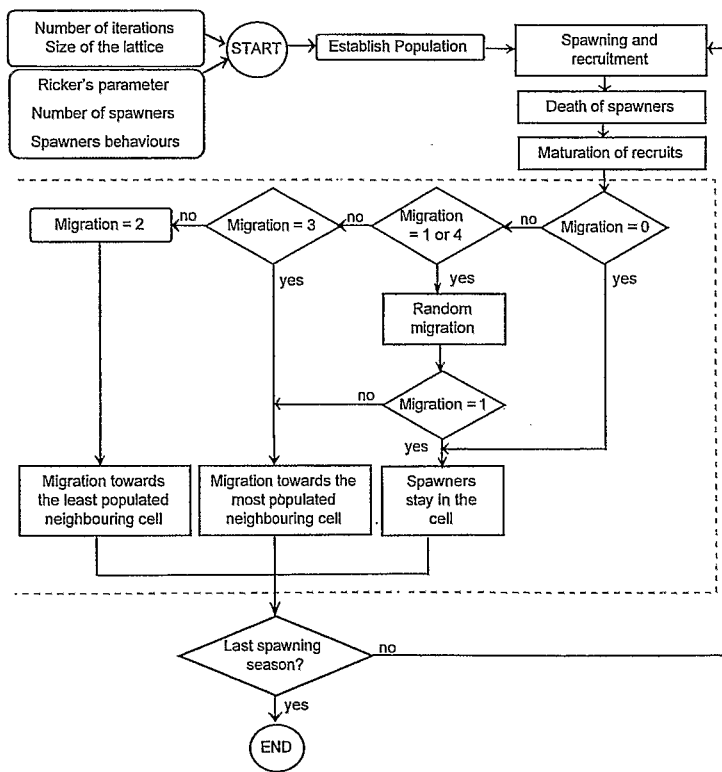 Number of iterations
Size of the lattice
START
Establish Population
Spawning and
recruitment
Ricker's parameter
Number of spawners
Spawners behaviours
Death of spawners
Maturation of recruits
Migration = 2
no
Migration = 3
no
Migration
= 1 or 4
no
Migration = 0
yes
yes
yes
Random
migration
no
Migration = 1
yes
Migration towards
the least populated
neighbouring cell
Migration towards the
most populated
neighbouring cell
Spawners
stay in the
cell
Last spawning
season?
no
yes
END